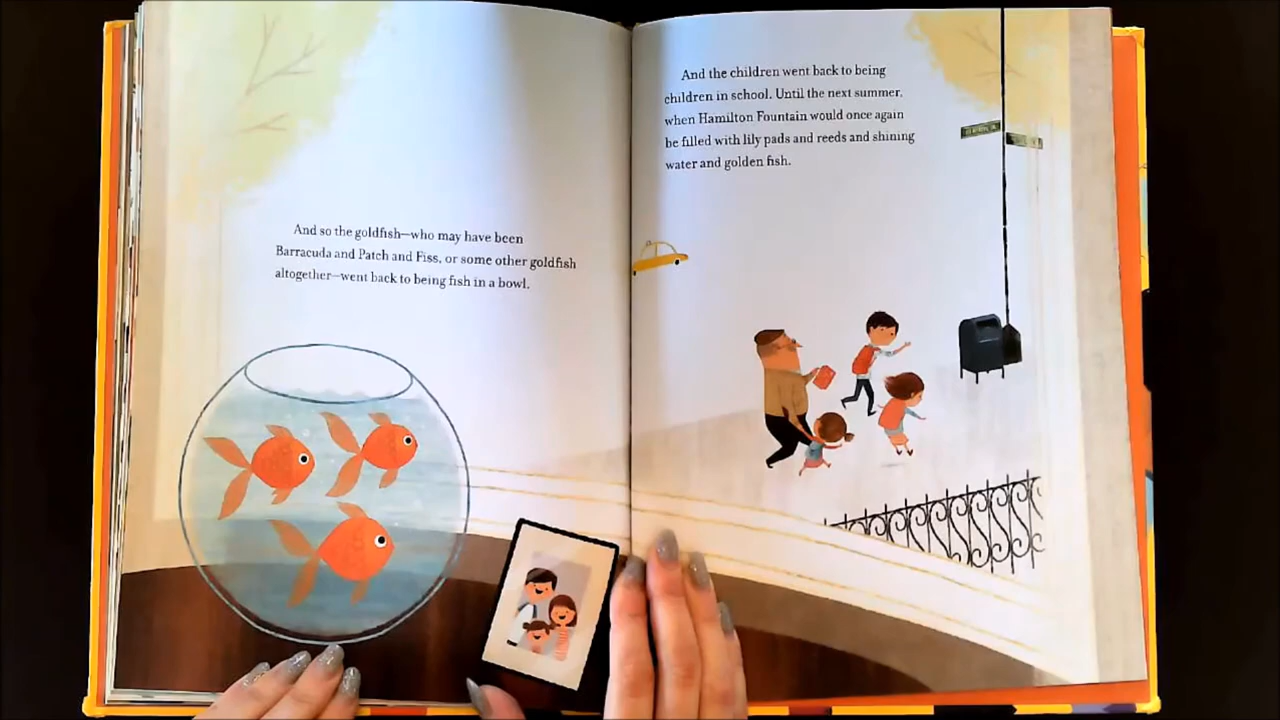 And so the goldfish—who may have been
Barracuda and Patch and Fiss, or some other goldfish
altogether—went back to being fish in a bowl.
And the children went back to being
children in school. Until the next summer,
when Hamilton Fountain would once again
be filled with lily pads and reeds and shining
water and golden fish.